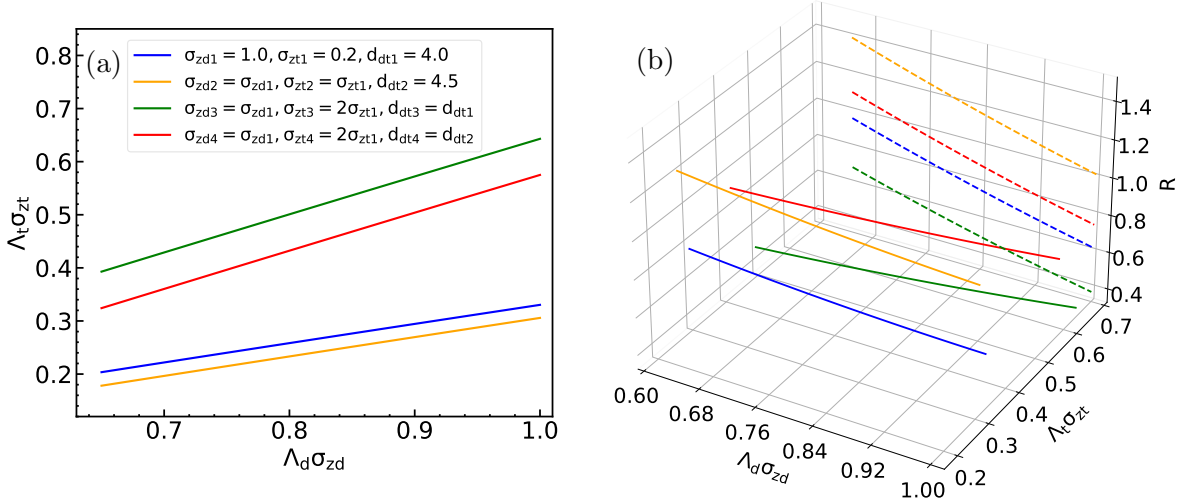 (a)
σzd1 = 1.0, σzt1 = 0.2, ddt1 = 4.0
σzd2 = σzd1, σzt2 = σzt1, ddt2 = 4.5
σzd3 = σzd1, σzt3 = 2σzt1, ddt3 = ddt1
σzd4 = σzd1, σzt4 = 2σzt1, ddt4 = ddt2
0.8
0.7
0.6
0.5
0.4
0.3
0.2
Λtσzt
0.7 0.8 0.9 1.0
Λdσzd
(b)
1.4
1.2
1.0
0.8
0.6
0.4
R
0.60 0.68 0.76 0.84 0.92 1.00
Λdσzd
0.2 0.3 0.4 0.5 0.6 0.7
Λtσzt